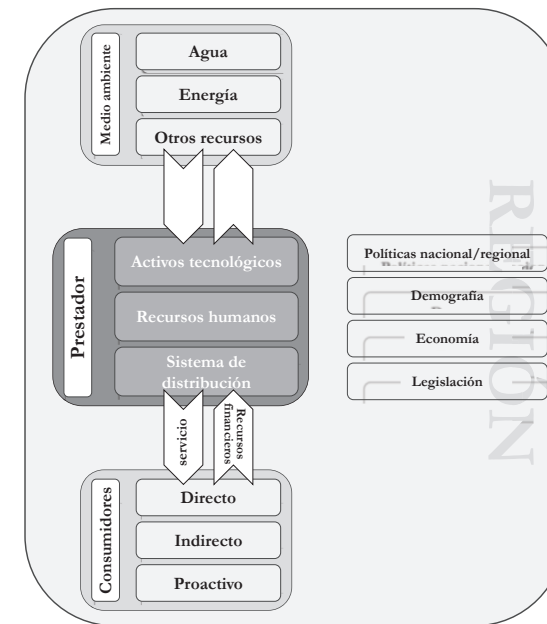 Medio ambiente
Agua
Energía
Otros recursos
Prestador
Activos tecnológicos
Recursos humanos
Sistema de
distribución
servicio
Recursos
financieros
Consumidores
Directo
Indirecto
Proactivo
REGIÓN
Políticas nacional/regional
Demografía
Economía
Legislación